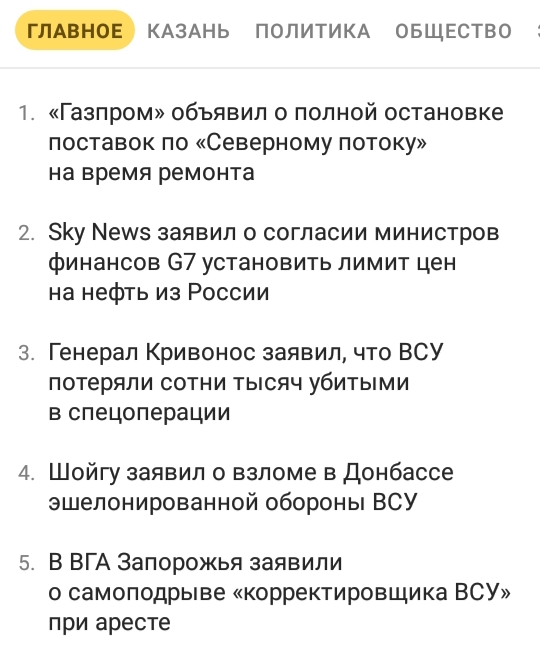 ГЛАВНОЕ КАЗАНЬ ПОЛИТИКА ОБЩЕСТВО
1. «Газпром» объявил о полной остановке
поставок по «Северному потоку»
на время ремонта
2. Sky News заявил о согласии министров
финансов G7 установить лимит цен
на нефть из России
3. Генерал Кривонос заявил, что ВСУ
потеряли сотни тысяч убитыми
в спецоперации
4. Шойгу заявил о взломе в Донбассе
эшелонированной обороны ВСУ
5. В ВГА Запорожья заявили
о самоподрыве «корректировщика ВСУ»
при аресте